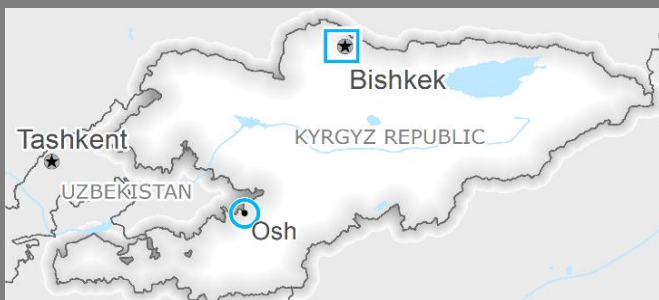 Bishkek
KYRGYZ REPUBLIC
Tashkent
UZBEKISTAN
Osh